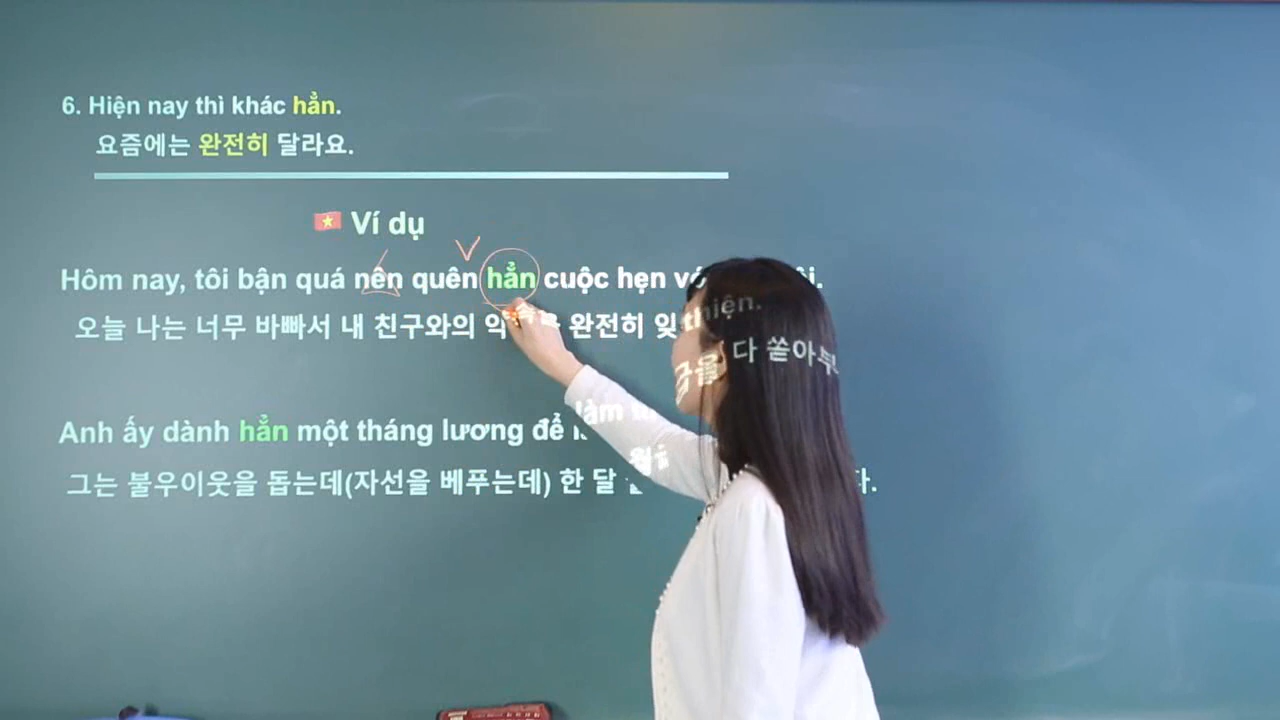 6. Hiện nay thì khác hẳn.
요즘에는 완전히 달라요.
Ví dụ
Hôm nay, tôi bận quá nên quên hẳn cuộc hẹn
오늘 나는 너무 바빠서 내 친구와의 완전히
Anh ấy dành hẳn một tháng lương để làm thiện.
그는 불우이웃을 돕는데(자선을 베푸는데) 한 달 다